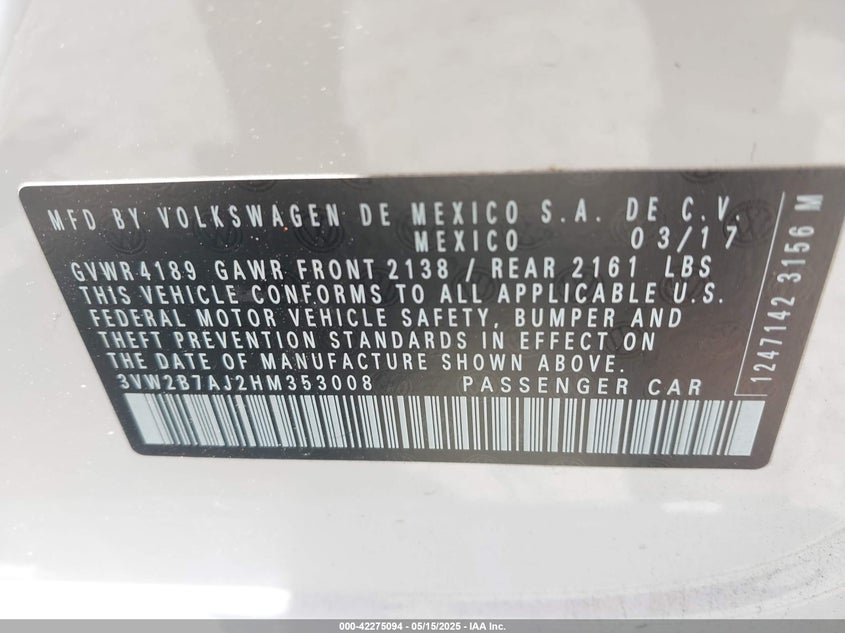 MFD BY VOLKSWAGEN DE MEXICO S.A. DE C.V.
MEXICO 03/17
GVWR 4189 GAWR FRONT 2138 / REAR 2161 LBS
THIS VEHICLE CONFORMS TO ALL APPLICABLE U.S.
FEDERAL MOTOR VEHICLE SAFETY, BUMPER AND
THEFT PREVENTION STANDARDS IN EFFECT ON
THE DATE OF MANUFACTURE SHOWN ABOVE.
3VW2B7AJ2HM353008 PASSENGER CAR
1247142 3156 M
000-42275094 - 05/15/2025 - IAA Inc.